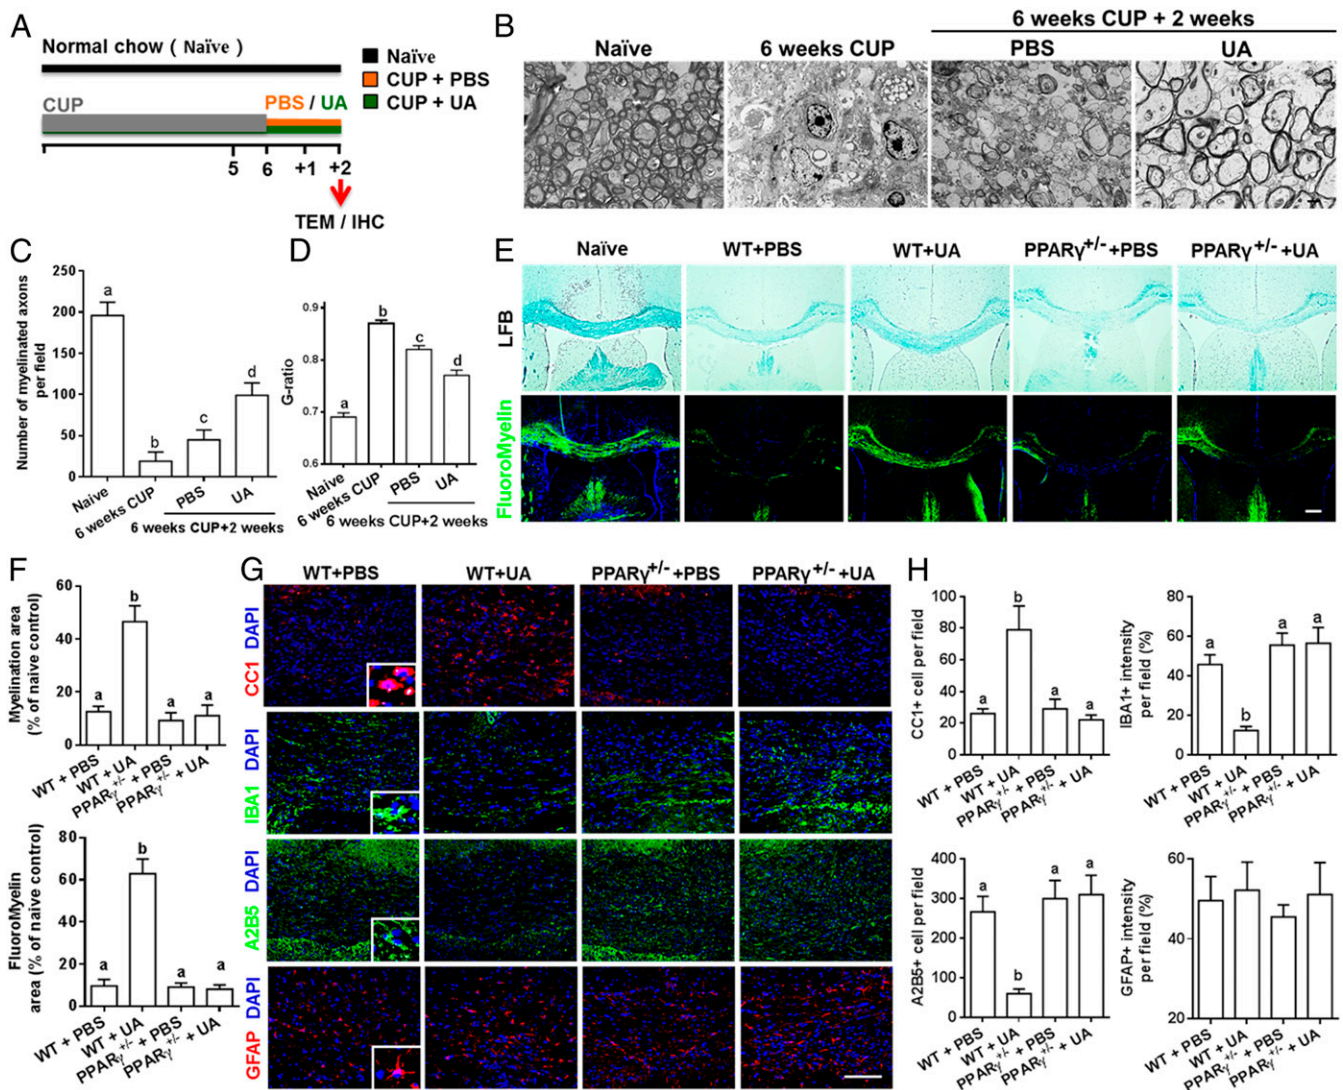 A
Normal chow ( Naïve )
Naïve
CUP + PBS
CUP + UA
CUP
PBS / UA
5 6 +1 +2
TEM / IHC
B
6 weeks CUP + 2 weeks
Naïve 6 weeks CUP PBS UA
C
Number of myelinated axons
per field
250
200
150
100
50
0
a
b
c
d
Naïve
6 weeks CUP
PBS
UA
6 weeks CUP+2 weeks
D
G-ratio
0.9
0.8
0.7
0.6
a
b
c
d
Naïve
6 weeks CUP
PBS
UA
6 weeks CUP+2 weeks
E
Naïve WT+PBS WT+UA PPARγ+/-+PBS PPARγ+/-+UA
LFB
FluoroMyelin
F
Myelination area
(% of naive control)
60
40
20
0
a
b
a
a
WT + PBS
WT + UA
PPARγ+/- + PBS
PPARγ+/- + UA
FluoroMyelin
area (% of naive control)
80
60
40
20
0
a
b
a
a
WT + PBS
WT + UA
PPARγ+/- + PBS
PPARγ+/- + UA
G
WT+PBS WT+UA PPARγ+/-+PBS PPARγ+/-+UA
CC1 DAPI
IBA1 DAPI
A2B5 DAPI
GFAP DAPI
H
CC1+ cell per field
100
80
60
40
20
0
a
b
a
a
WT + PBS
WT + UA
PPARγ+/- + PBS
PPARγ+/- + UA
IBA1+ intensity
per field (%)
80
60
40
20
0
a
b
a
a
WT + PBS
WT + UA
PPARγ+/- + PBS
PPARγ+/- + UA
A2B5+ cell per field
400
300
200
100
0
a
b
a
a
WT + PBS
WT + UA
PPARγ+/- + PBS
PPARγ+/- + UA
GFAP+ intensity
per field (%)
60
40
20
WT + PBS
WT + UA
PPARγ+/- + PBS
PPARγ+/- + UA